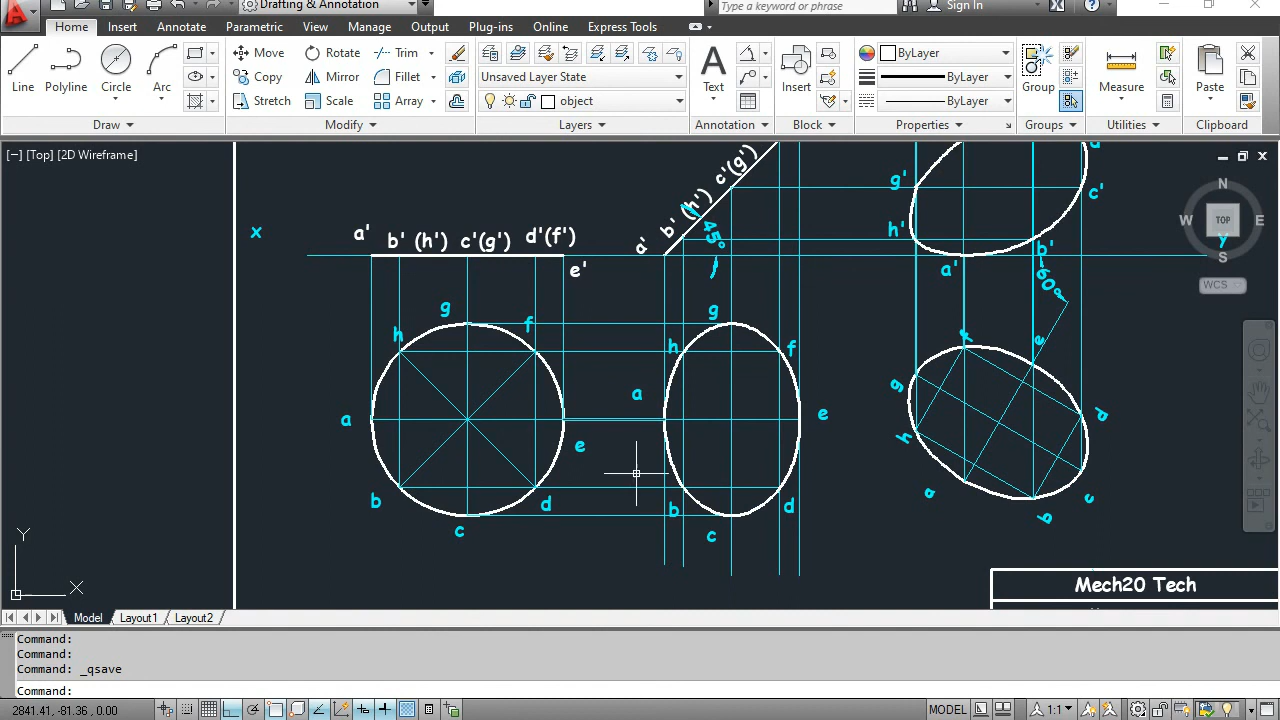 Drafting & Annotation
Type a keyword or phrase
Sign In
Home Insert Annotate Parametric View Manage Output Plug-ins Online Express Tools
Line
Polyline
Circle
Arc
Move
Rotate
Trim
Copy
Mirror
Fillet
Stretch
Scale
Array
Unsaved Layer State
object
Text
Insert
ByLayer
ByLayer
ByLayer
Group
Measure
Paste
Draw
Modify
Layers
Annotation
Block
Properties
Groups
Utilities
Clipboard
[−] [Top] [2D Wireframe]
N
W TOP E
S
WCS
x
y
a'
b' (h') c'(g') d'(f')
e'
a'
b' (h') c'(g')
45°
d'
g'
c'
h'
b'
a'
60°
g
h
f
a
e
b
d
c
g
h
f
a
e
b
d
c
f
e
g
d
h
a
c
b
Mech20 Tech
Y
X
Model Layout1 Layout2
Command:
Command:
Command: _qsave
Command:
2841.41, -81.36, 0.00
MODEL
1:1